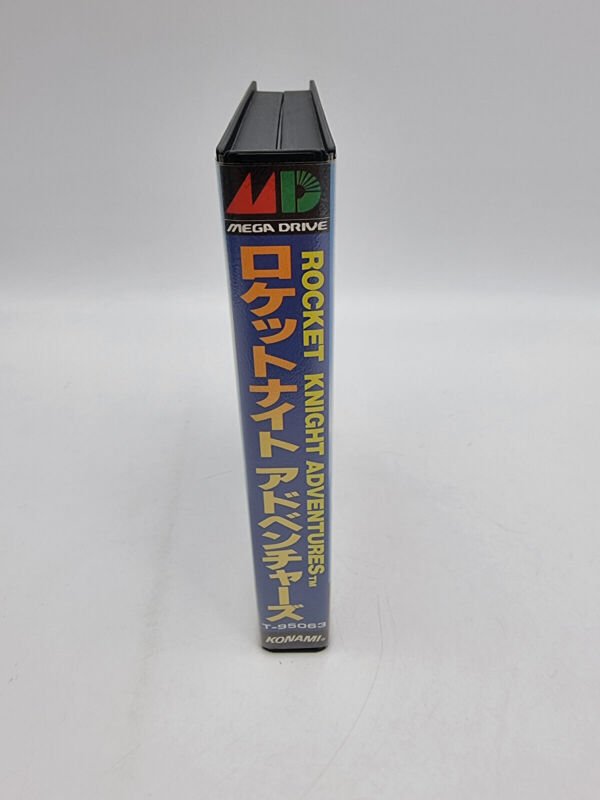 MD
MEGA DRIVE
ロケットナイト アドベンチャーズ
ROCKET KNIGHT ADVENTURES™
T-95063
KONAMI®